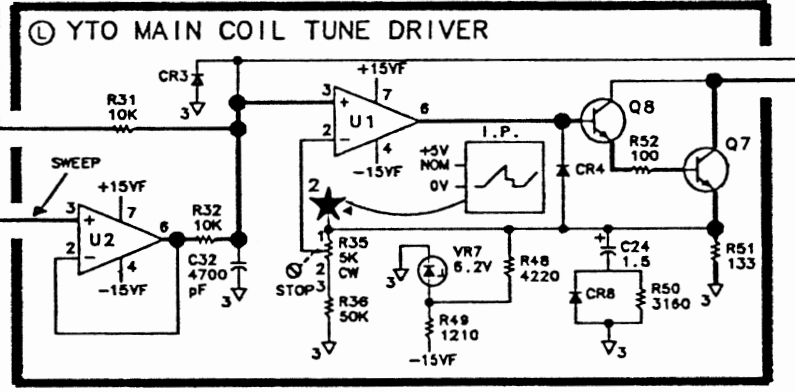 Ⓛ YTO MAIN COIL TUNE DRIVER
CR3
3
R31
10K
+15VF
7
3
+
U1
2
−
6
4
-15VF
I.P.
+5V
NOM
0V
Q8
R52
100
Q7
CR4
SWEEP
+15VF
7
3
+
U2
2
−
6
4
-15VF
R32
10K
C32
4700
pF
3
2
1
R35
5K
CW
2
STOP
3
R36
50K
3
3
VR7
6.2V
R49
1210
-15VF
R48
4220
+
C24
1.5
CR8
R50
3160
3
R51
133
3